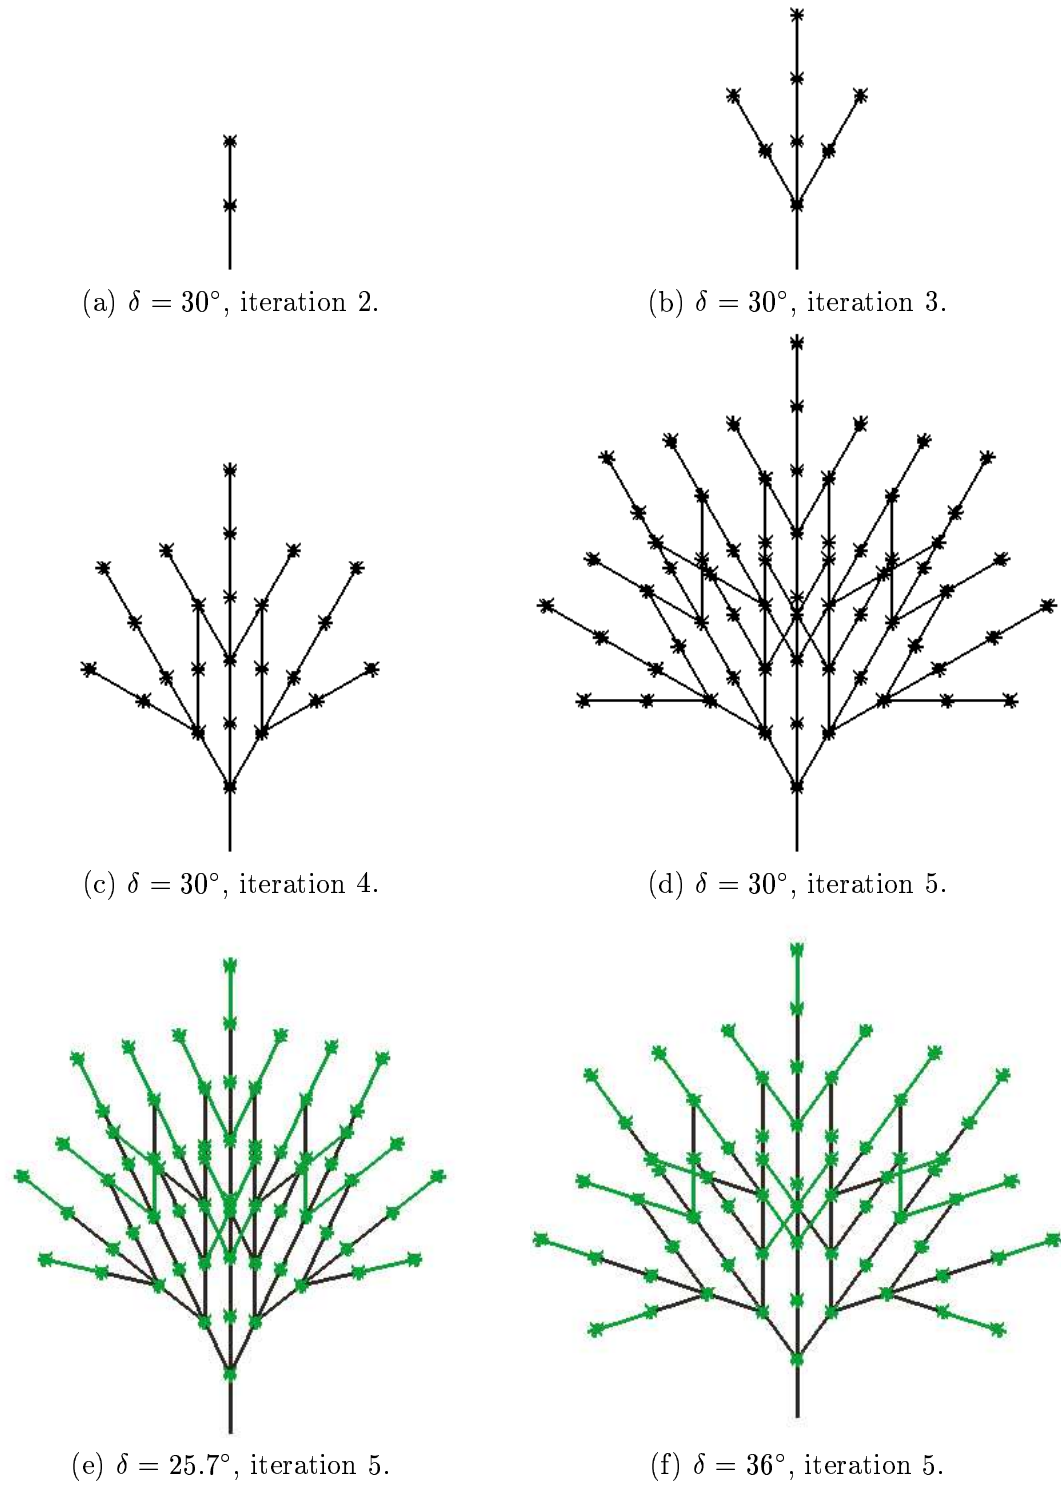 (a) δ = 30°, iteration 2.
(b) δ = 30°, iteration 3.
(c) δ = 30°, iteration 4.
(d) δ = 30°, iteration 5.
(e) δ = 25.7°, iteration 5.
(f) δ = 36°, iteration 5.